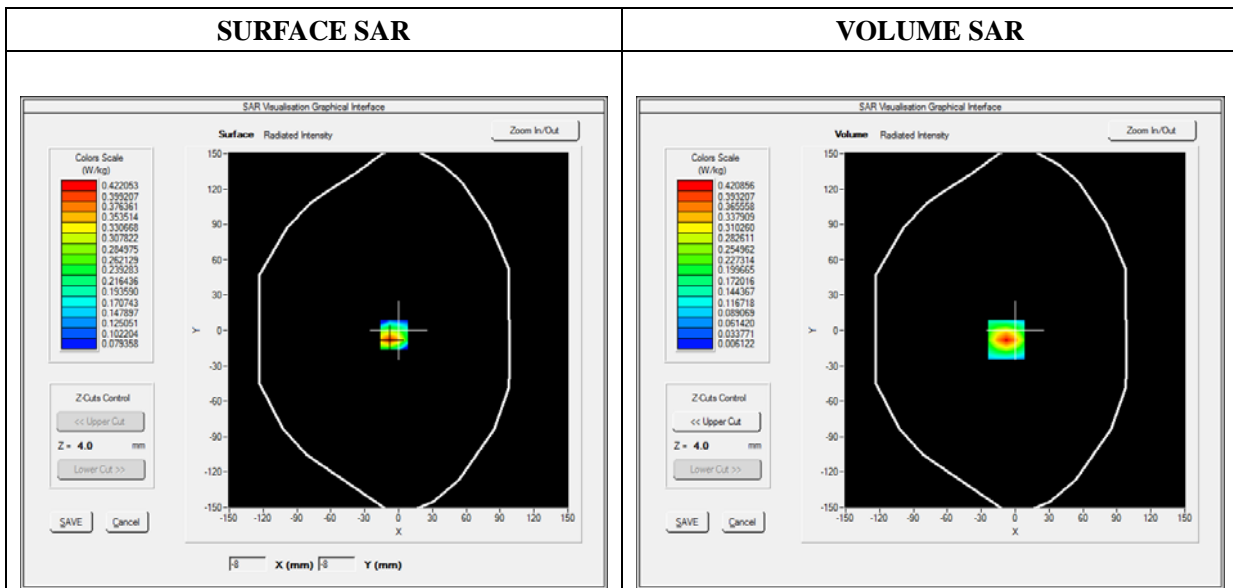 SURFACE SAR
VOLUME SAR
SAR Visualisation Graphical Interface
Surface Radiated Intensity
Zoom In/Out
Colors Scale
(W/kg)
0.422053
0.399207
0.376361
0.353514
0.330668
0.307822
0.284975
0.262129
0.239283
0.216436
0.193590
0.170743
0.147897
0.125051
0.102204
0.079358
Z-Cuts Control
<< Upper Cut
Z = 4.0 mm
Lower Cut >>
SAVE Cancel
150
120
90
60
30
0
-30
-60
-90
-120
-150
Y
-150 -120 -90 -60 -30 0 30 60 90 120 150
X
-8 X (mm) -8 Y (mm)
SAR Visualisation Graphical Interface
Volume Radiated Intensity
Zoom In/Out
Colors Scale
(W/kg)
0.420856
0.393207
0.365558
0.337909
0.310260
0.282611
0.254962
0.227314
0.199665
0.172016
0.144367
0.116718
0.089069
0.061420
0.033771
0.006122
Z-Cuts Control
<< Upper Cut
Z = 4.0 mm
Lower Cut >>
SAVE Cancel
150
120
90
60
30
0
-30
-60
-90
-120
-150
Y
-150 -120 -90 -60 -30 0 30 60 90 120 150
X